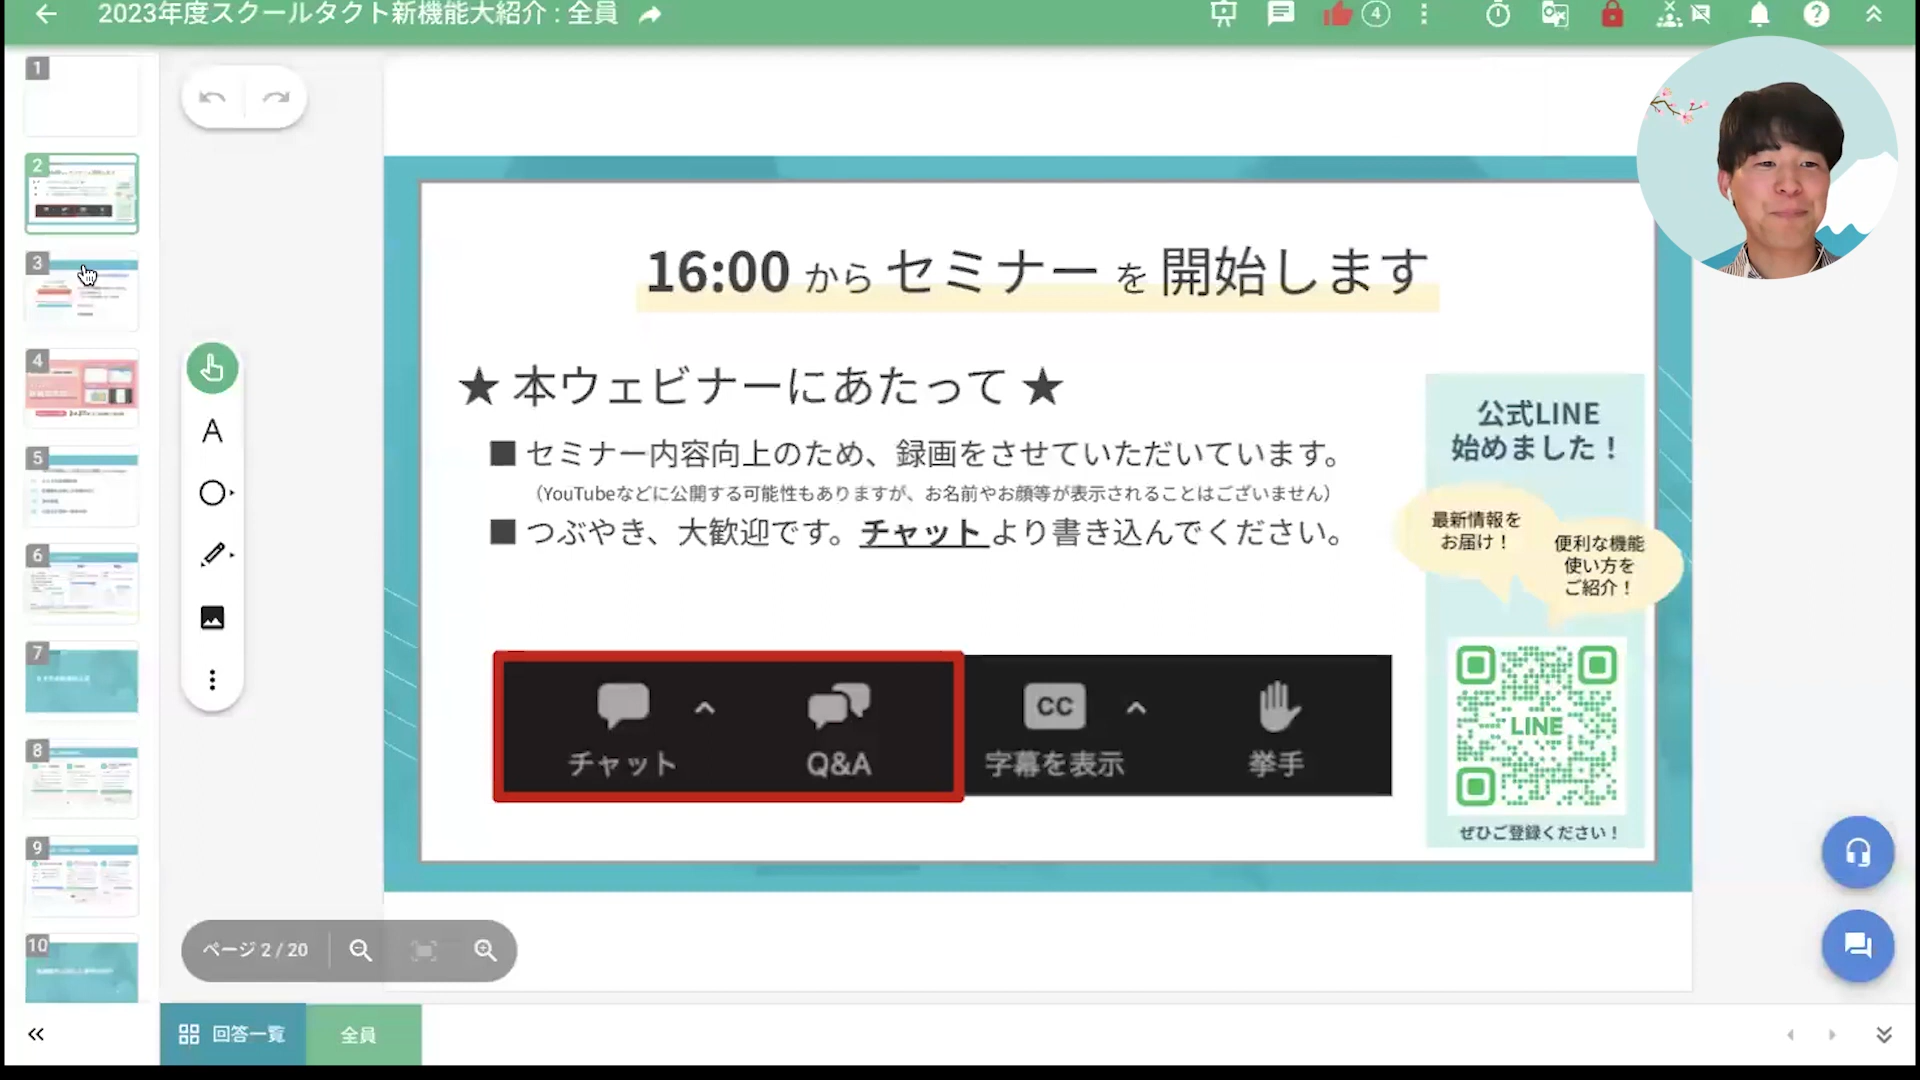 2023年度スクールタクト新機能大紹介 : 全員
4
1
2
3
4
5
6
7
8
9
10
A
16:00 から セミナー を 開始します
★ 本ウェビナーにあたって ★
■ セミナー内容向上のため、録画をさせていただいています。
（YouTubeなどに公開する可能性もありますが、お名前やお顔等が表示されることはございません）
■ つぶやき、大歓迎です。チャットより書き込んでください。
チャット
Q&A
CC
字幕を表示
挙手
公式LINE
始めました！
最新情報を
お届け！
便利な機能
使い方を
ご紹介！
LINE
ぜひご登録ください！
ページ 2 / 20
回答一覧
全員